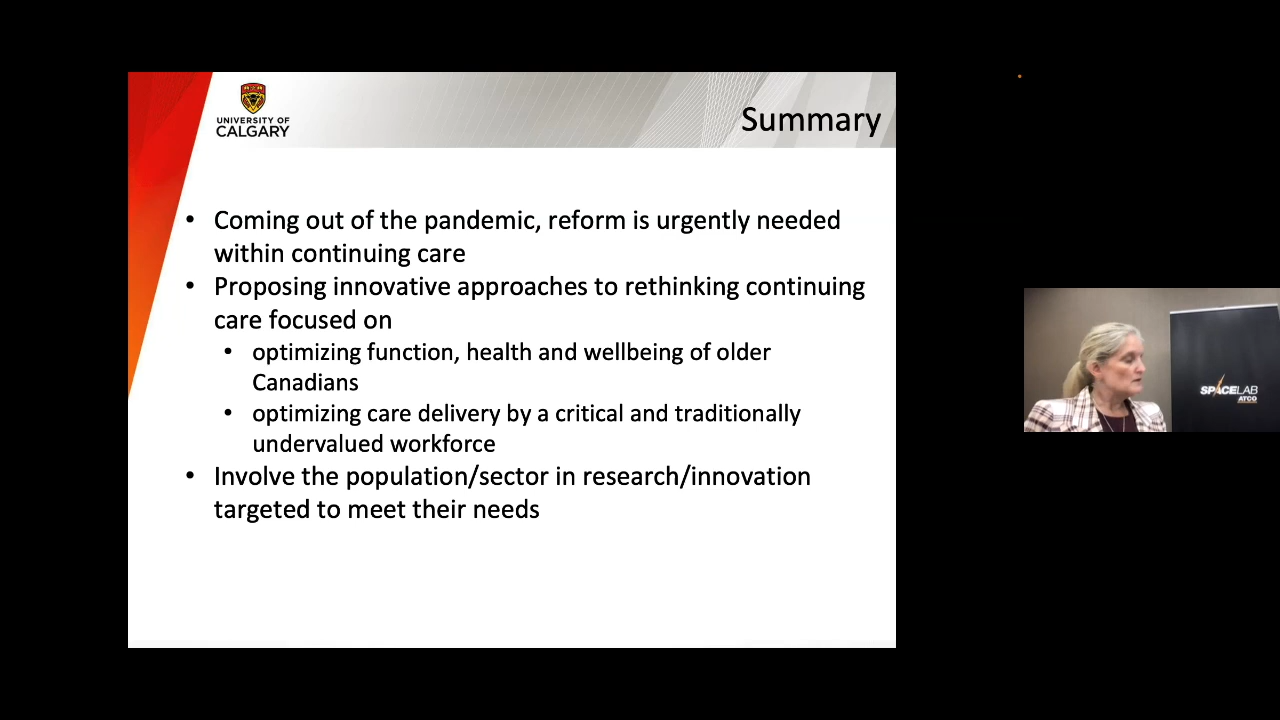 UNIVERSITY OF
CALGARY
Summary
• Coming out of the pandemic, reform is urgently needed
within continuing care
• Proposing innovative approaches to rethinking continuing
care focused on
• optimizing function, health and wellbeing of older
Canadians
• optimizing care delivery by a critical and traditionally
undervalued workforce
• Involve the population/sector in research/innovation
targeted to meet their needs
SPACELAB
ATCO